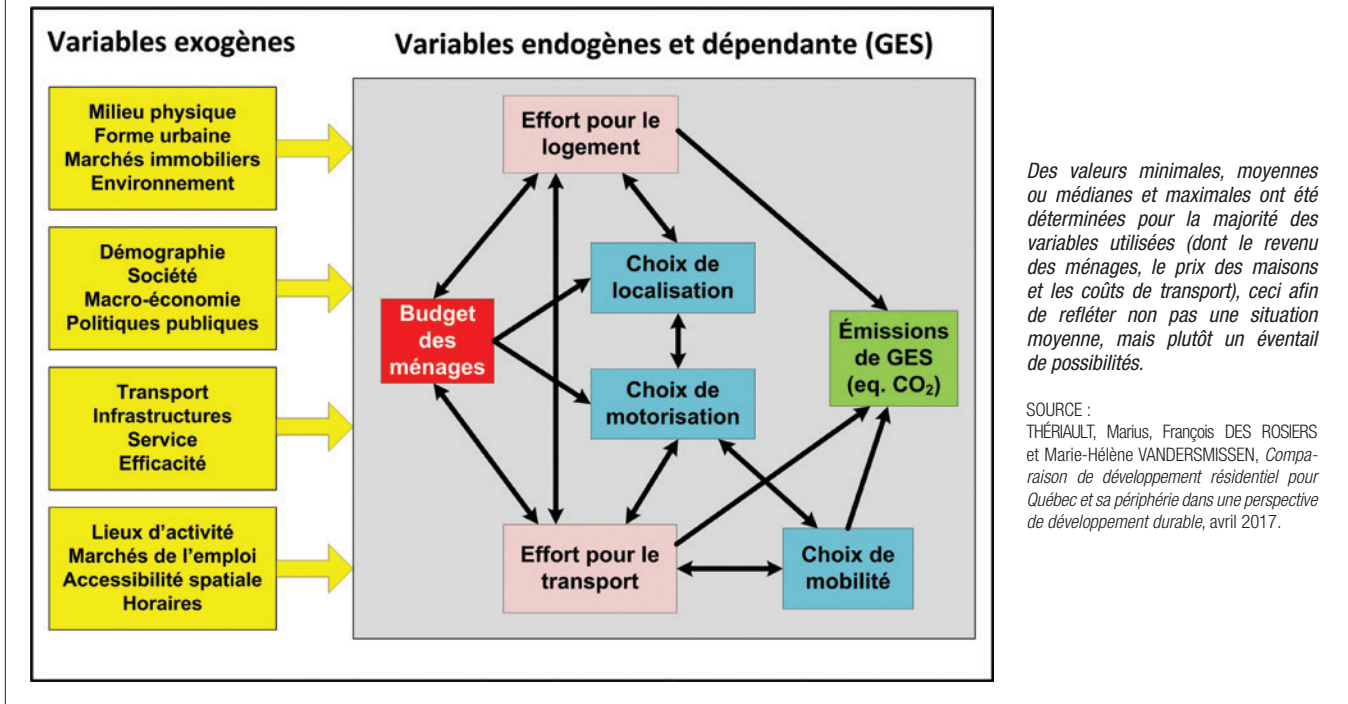 Variables exogènes
Variables endogènes et dépendante (GES)
Milieu physique
Forme urbaine
Marchés immobiliers
Environnement
Démographie
Société
Macro-économie
Politiques publiques
Transport
Infrastructures
Service
Efficacité
Lieux d'activité
Marchés de l'emploi
Accessibilité spatiale
Horaires
Effort pour le
logement
Choix de
localisation
Budget
des
ménages
Choix de
motorisation
Émissions
de GES
(eq. CO₂)
Effort pour le
transport
Choix de
mobilité
Des valeurs minimales, moyennes
ou médianes et maximales ont été
déterminées pour la majorité des
variables utilisées (dont le revenu
des ménages, le prix des maisons
et les coûts de transport), ceci afin
de refléter non pas une situation
moyenne, mais plutôt un éventail
de possibilités.
SOURCE :
THÉRIAULT, Marius, François DES ROSIERS
et Marie-Hélène VANDERSMISSEN, Compa-
raison de développement résidentiel pour
Québec et sa périphérie dans une perspective
de développement durable, avril 2017.